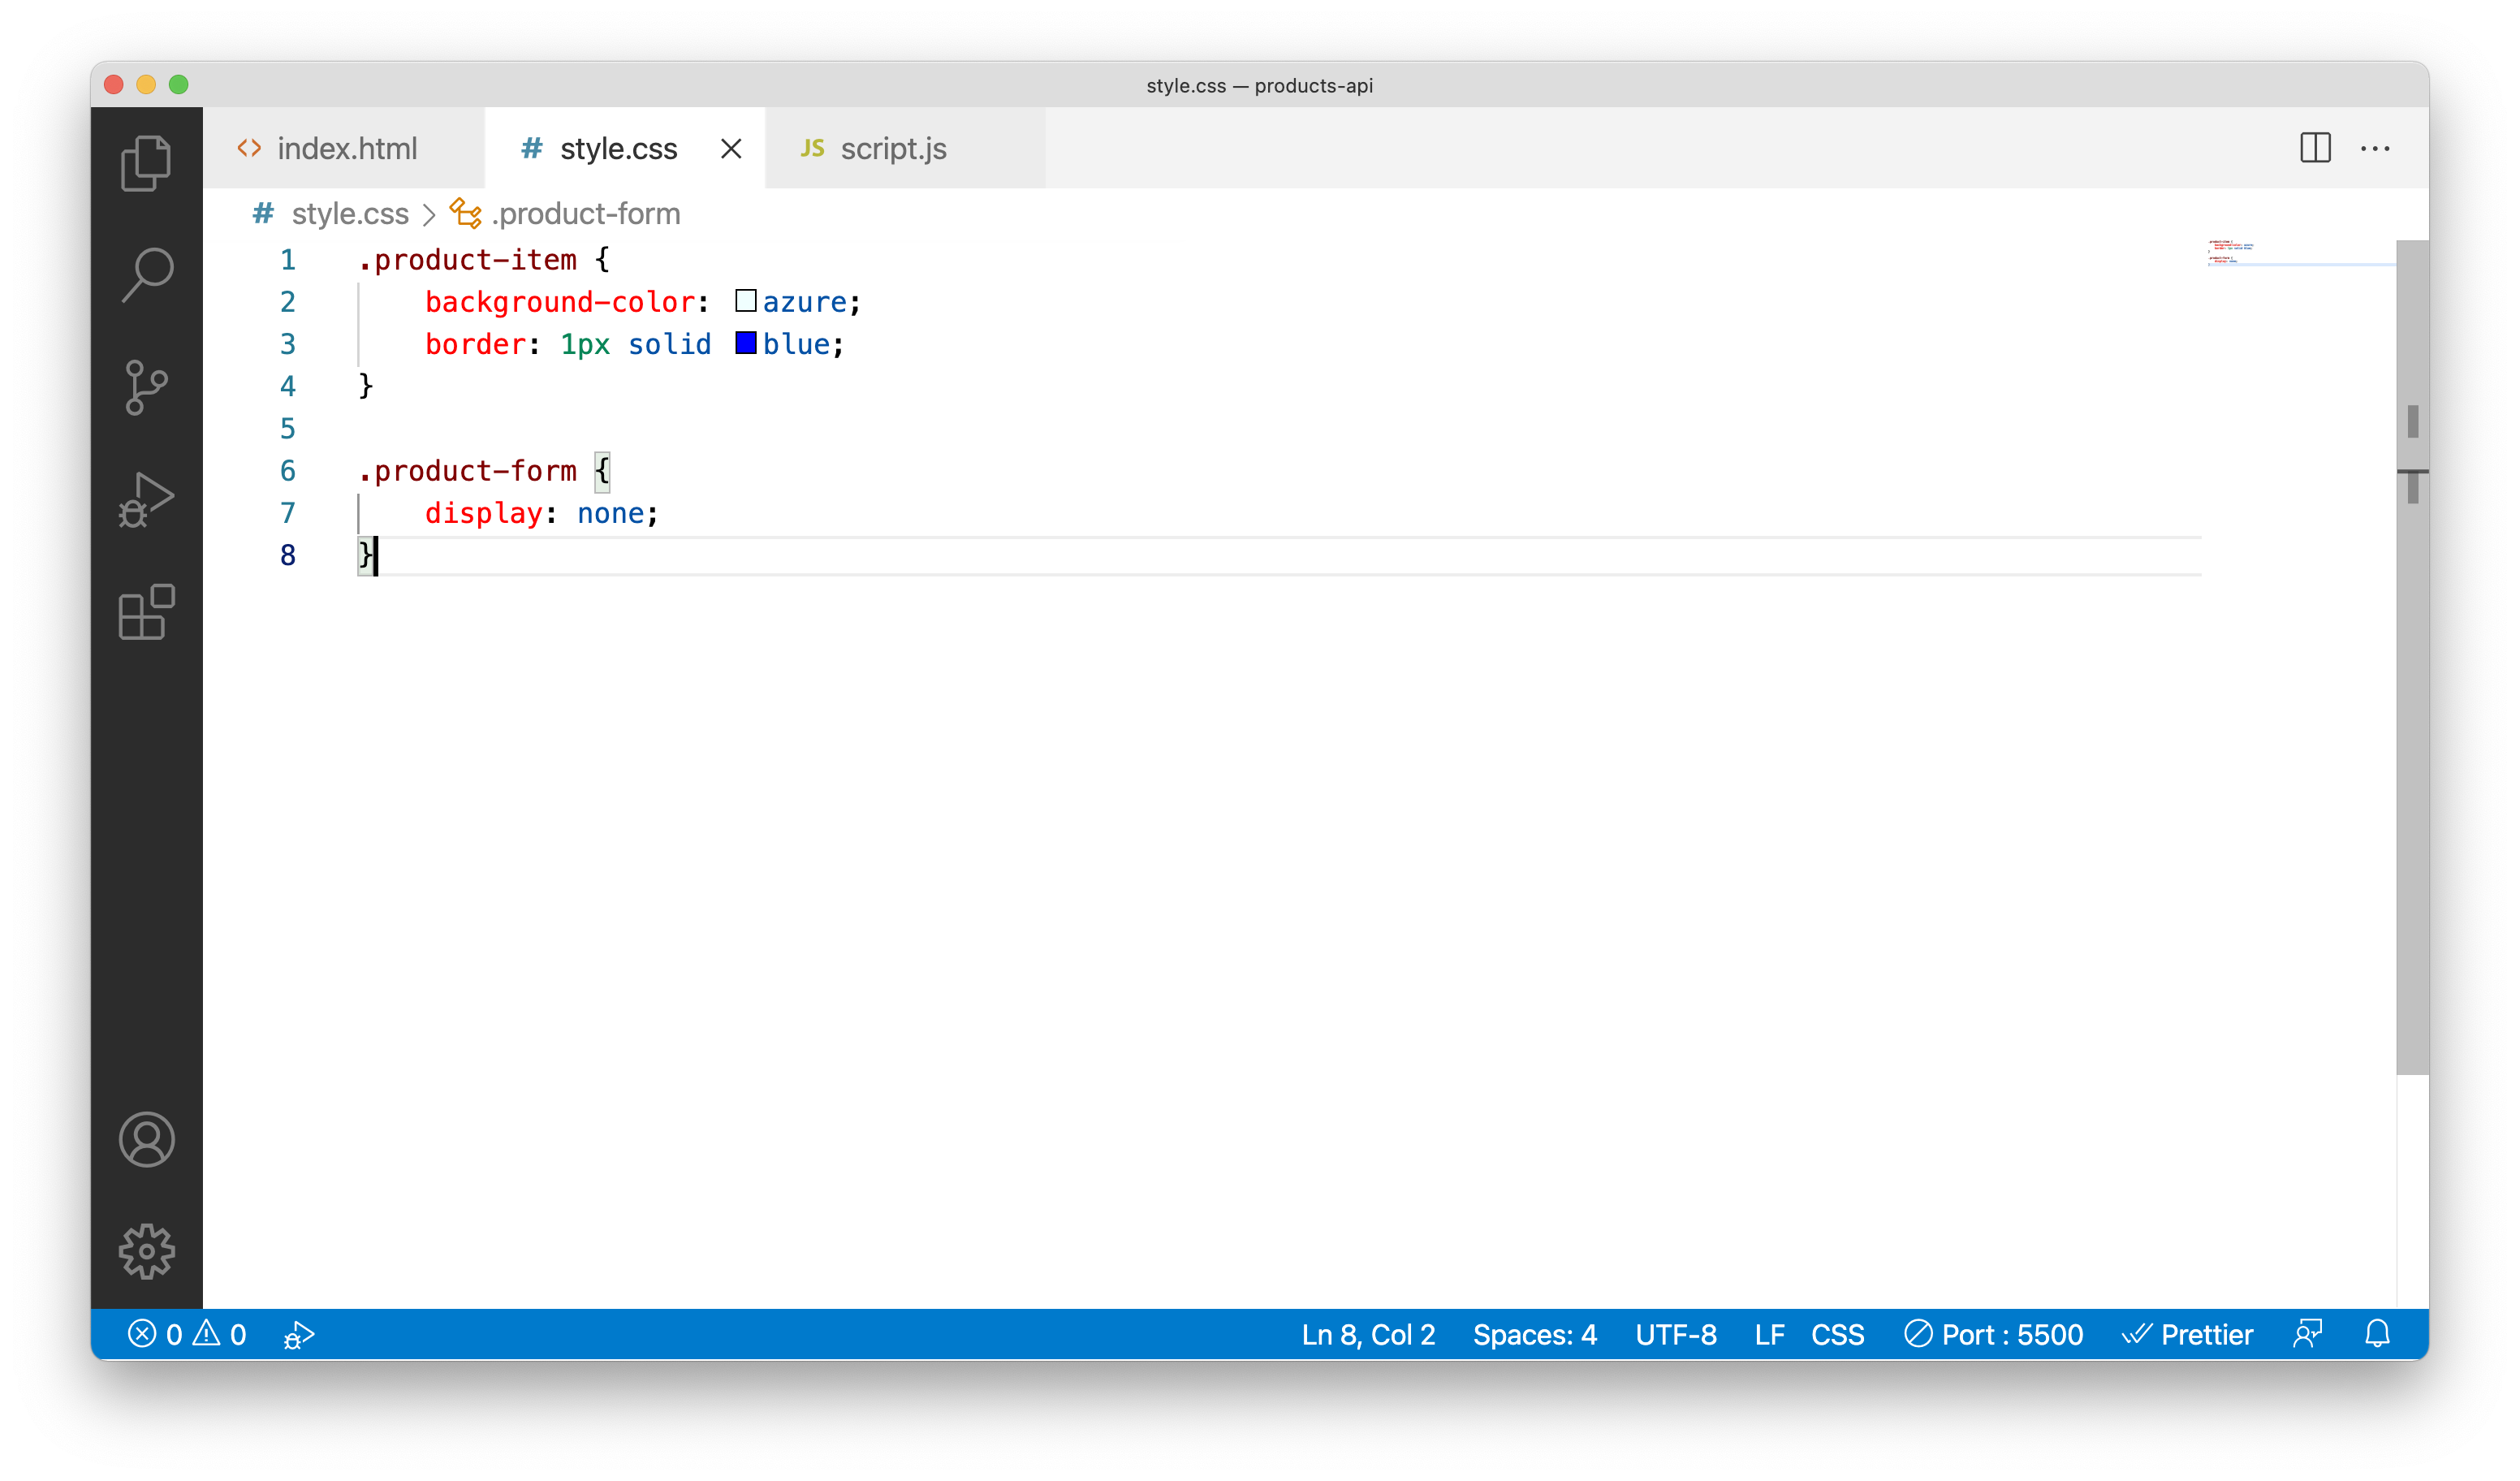 style.css — products-api
<> index.html
# style.css
JS script.js
# style.css > .product-form
1 .product-item {
2     background-color: azure;
3     border: 1px solid blue;
4 }
5
6 .product-form {
7     display: none;
8 }
0 0 Ln 8, Col 2 Spaces: 4 UTF-8 LF CSS Port : 5500 Prettier